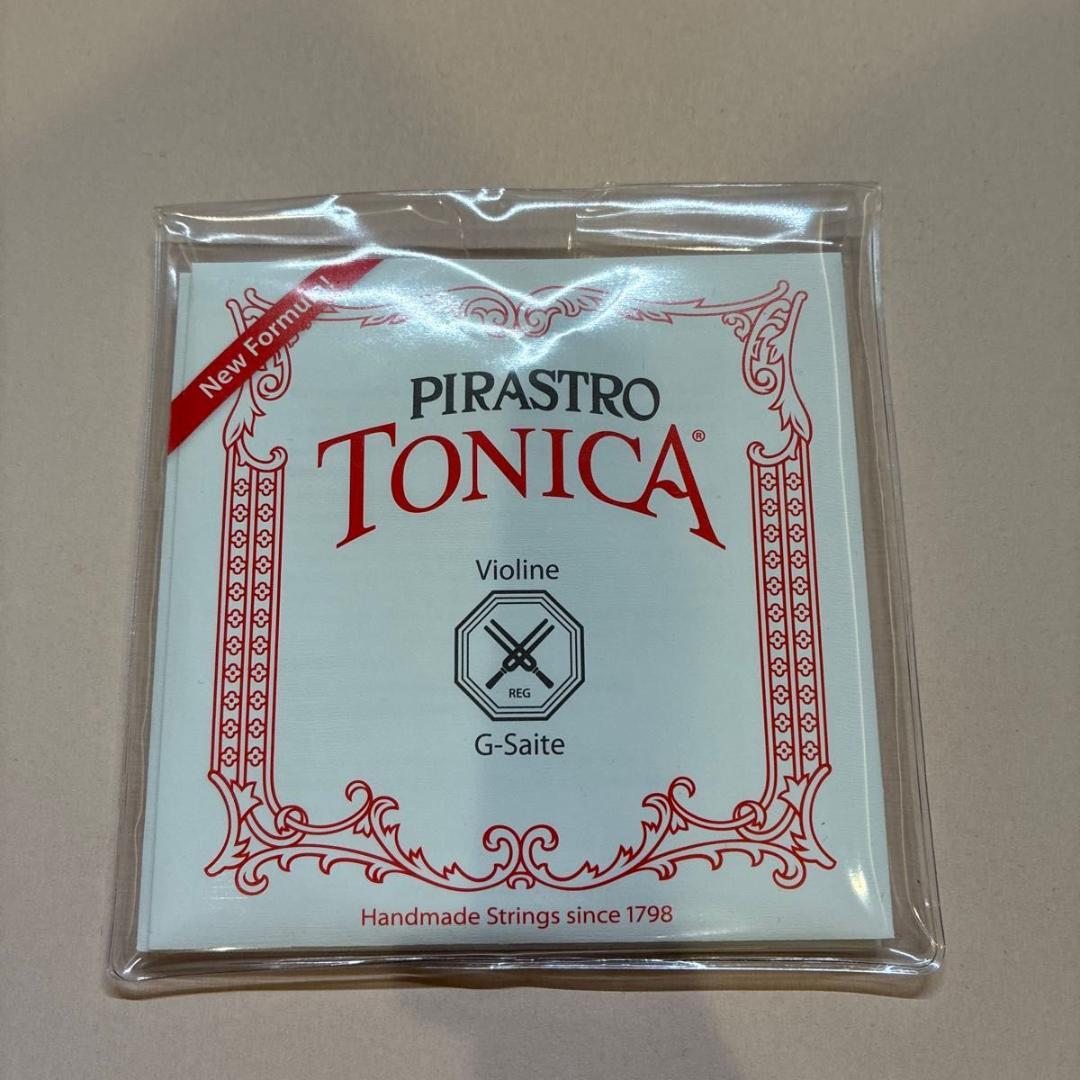 New Formula!
PIRASTRO
TONICA®
Violine
REG
G-Saite
Handmade Strings since 1798